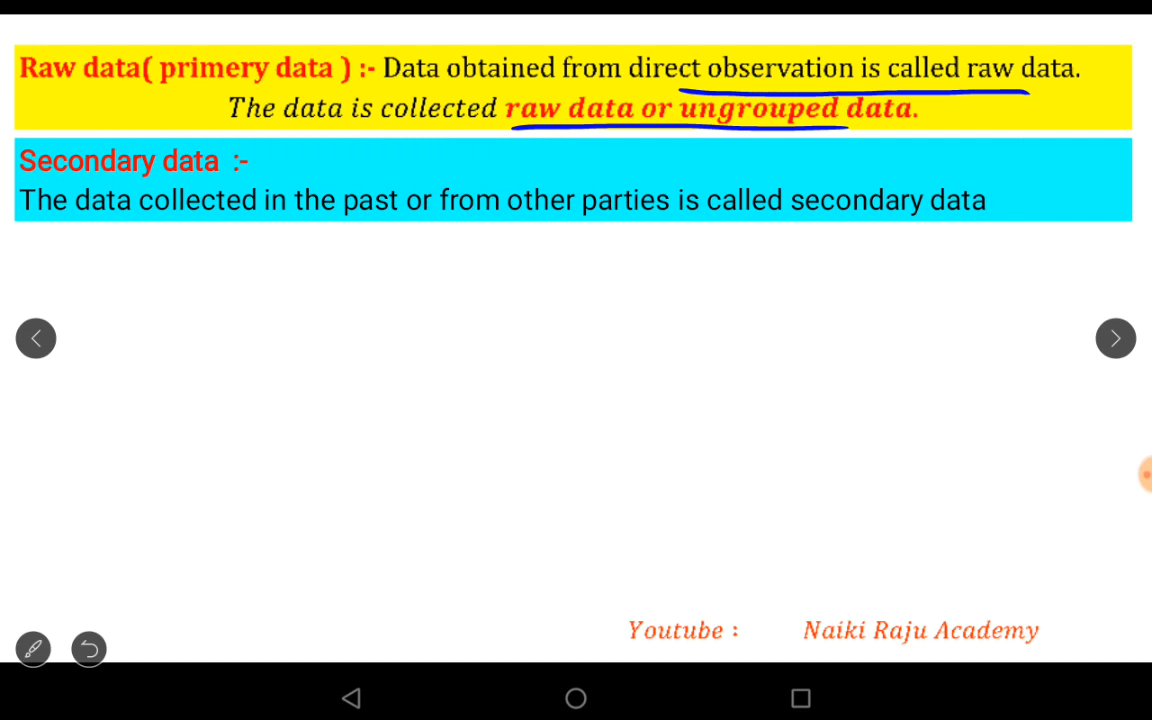 Raw data( primery data ) :- Data obtained from direct observation is called raw data.
The data is collected raw data or ungrouped data.
Secondary data :-
The data collected in the past or from other parties is called secondary data
Youtube : Naiki Raju Academy